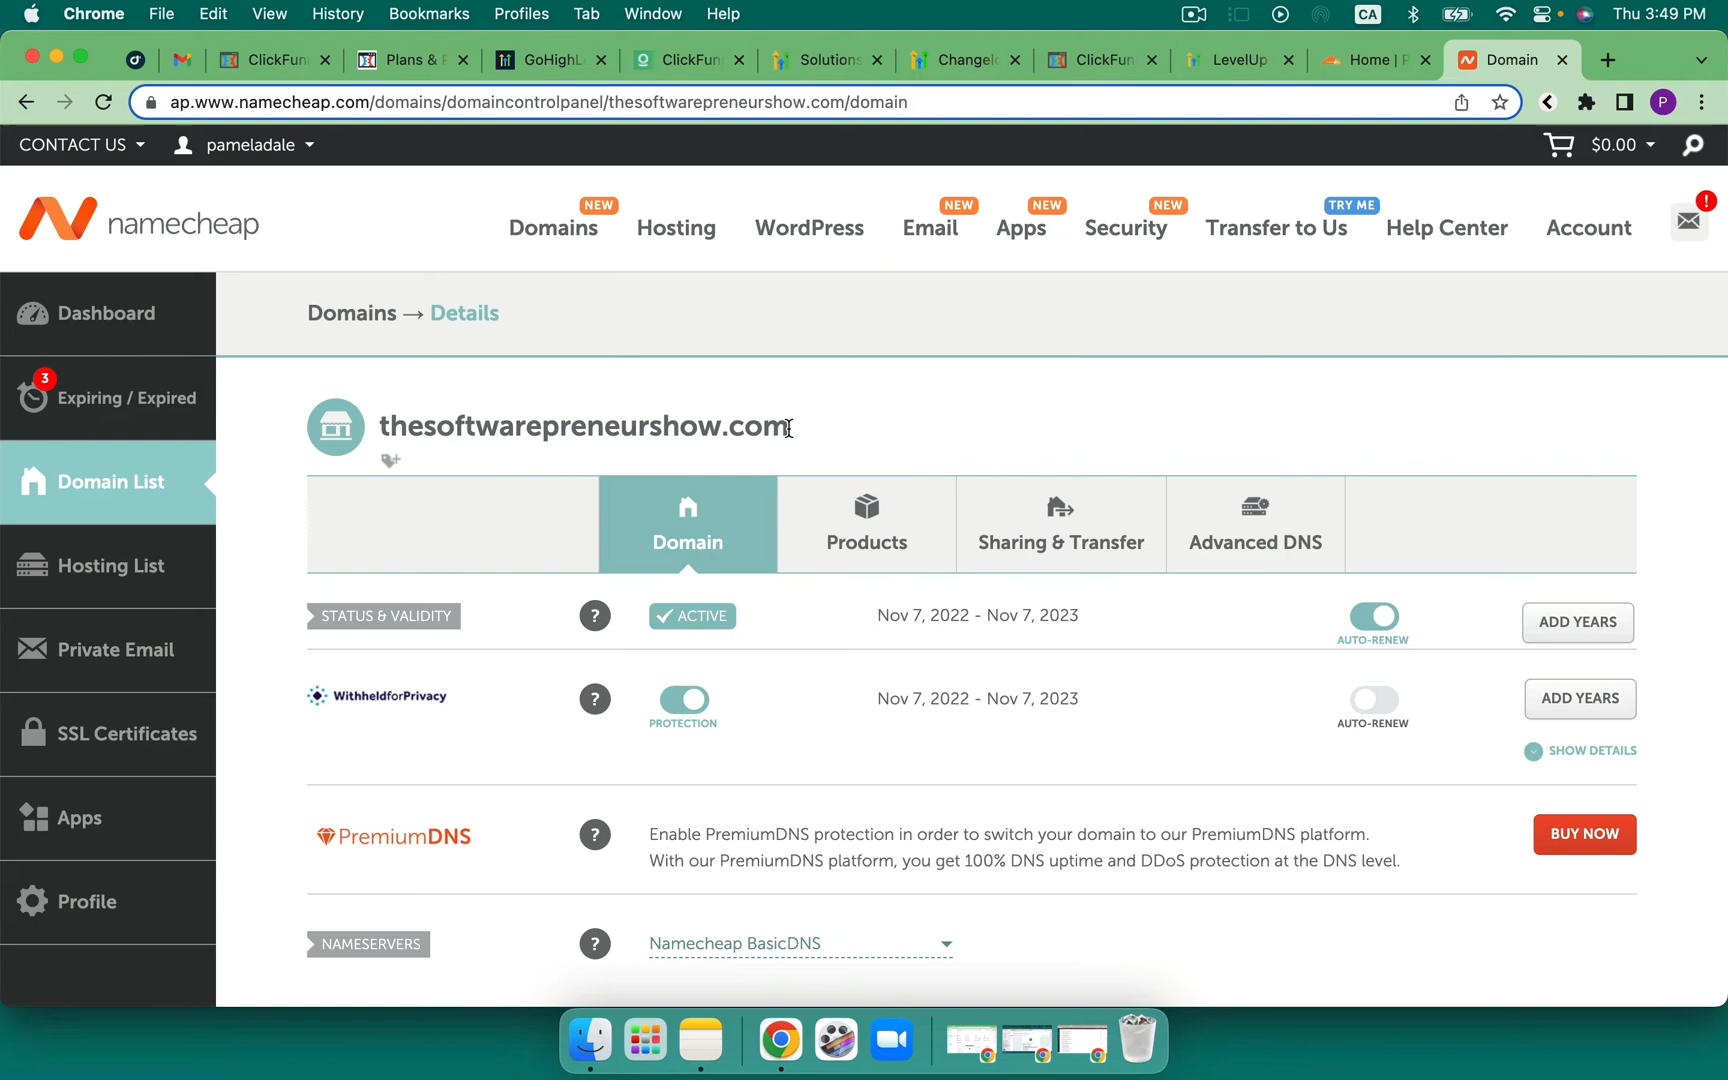 Chrome File Edit View History Bookmarks Profiles Tab Window Help CA Thu 3:49 PM
ClickFun Plans & P GoHighL ClickFun Solutions Changelo ClickFun LevelUp Home | P Domain
ap.www.namecheap.com/domains/domaincontrolpanel/thesoftwarepreneurshow.com/domain P
CONTACT US pameladale $0.00
NEW NEW NEW NEW TRY ME !
namecheap Domains Hosting WordPress Email Apps Security Transfer to Us Help Center Account
Dashboard
Domains → Details
3
Expiring / Expired
thesoftwarepreneurshow.com
Domain List
Domain Products Sharing & Transfer Advanced DNS
Hosting List
STATUS & VALIDITY ? ACTIVE Nov 7, 2022 - Nov 7, 2023 AUTO-RENEW ADD YEARS
Private Email
WithheldforPrivacy ? PROTECTION Nov 7, 2022 - Nov 7, 2023 AUTO-RENEW ADD YEARS
SSL Certificates
SHOW DETAILS
Apps
PremiumDNS ? Enable PremiumDNS protection in order to switch your domain to our PremiumDNS platform. BUY NOW
With our PremiumDNS platform, you get 100% DNS uptime and DDoS protection at the DNS level.
Profile
NAMESERVERS ? Namecheap BasicDNS